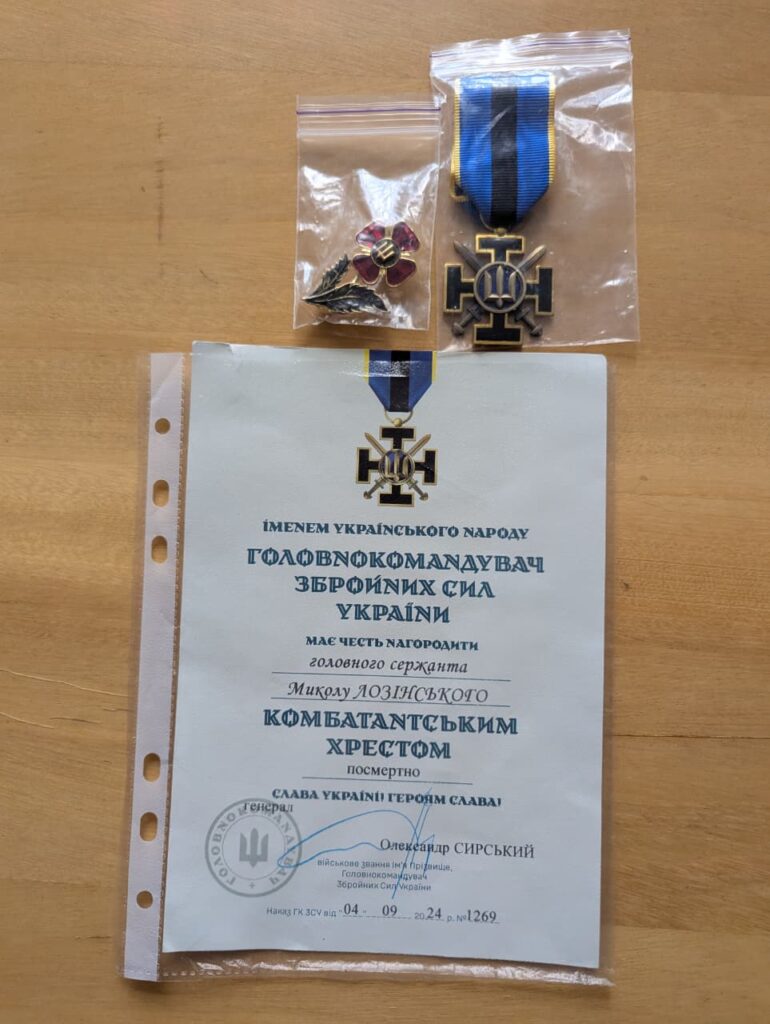 ІМЕНЕМ УКРАЇНСЬКОГО НАРОДУ
ГОЛОВНОКОМАНДУВАЧ
ЗБРОЙНИХ СИЛ
УКРАЇНИ
МАЄ ЧЕСТЬ НАГОРОДИТИ
головного сержанта
Миколу ЛОЗІНСЬКОГО
КОМБАТАНТСЬКИМ
ХРЕСТОМ
посмертно
СЛАВА УКРАЇНІ! ГЕРОЯМ СЛАВА!
генерал
Олександр СИРСЬКИЙ
військове звання Ім'я Прізвище,
Головнокомандувач
Збройних Сил України
ГОЛОВНОКОМАНДУВАЧ
Наказ ГК ЗСУ від "04 - 09 2024 р. №1269